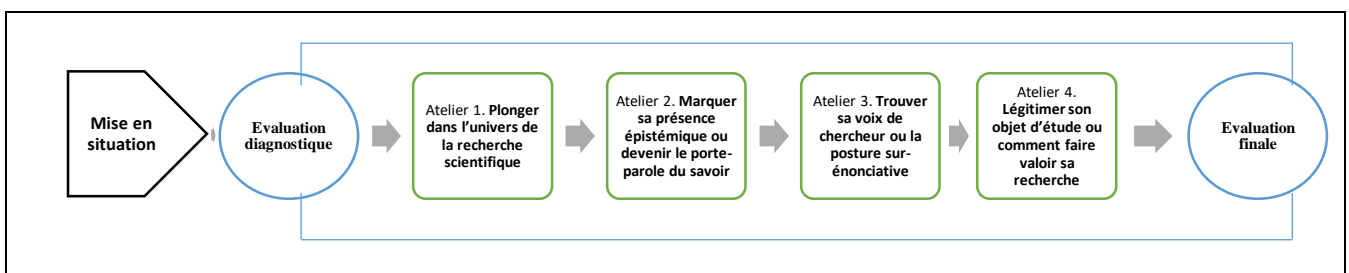 Mise en
situation
Evaluation
diagnostique
Atelier 1. Plonger
dans l'univers de
la recherche
scientifique
Atelier 2. Marquer
sa présence
épistémique ou
devenir le porte-
parole du savoir
Atelier 3. Trouver
sa voix de
chercheur ou la
posture sur-
énonciative
Atelier 4.
Légitimer son
objet d'étude ou
comment faire
valoir sa
recherche
Evaluation
finale